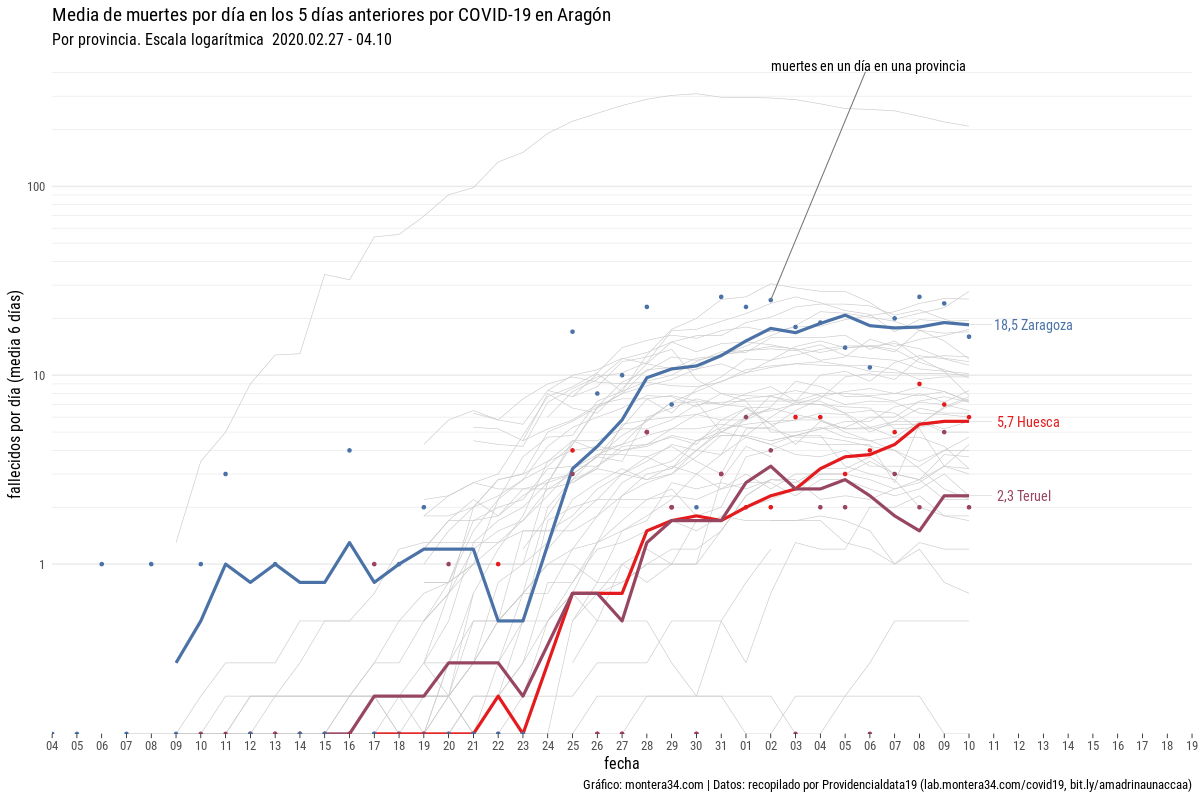 Media de muertes por día en los 5 días anteriores por COVID-19 en Aragón
Por provincia. Escala logarítmica 2020.02.27 - 04.10
muertes en un día en una provincia
fallecidos por día (media 6 días)
100
10
1
18,5 Zaragoza
5,7 Huesca
2,3 Teruel
04 05 06 07 08 09 10 11 12 13 14 15 16 17 18 19 20 21 22 23 24 25 26 27 28 29 30 31 01 02 03 04 05 06 07 08 09 10 11 12 13 14 15 16 17 18 19
fecha
Gráfico: montera34.com | Datos: recopilado por Providencialdata19 (lab.montera34.com/covid19, bit.ly/amadrinaunaccaa)